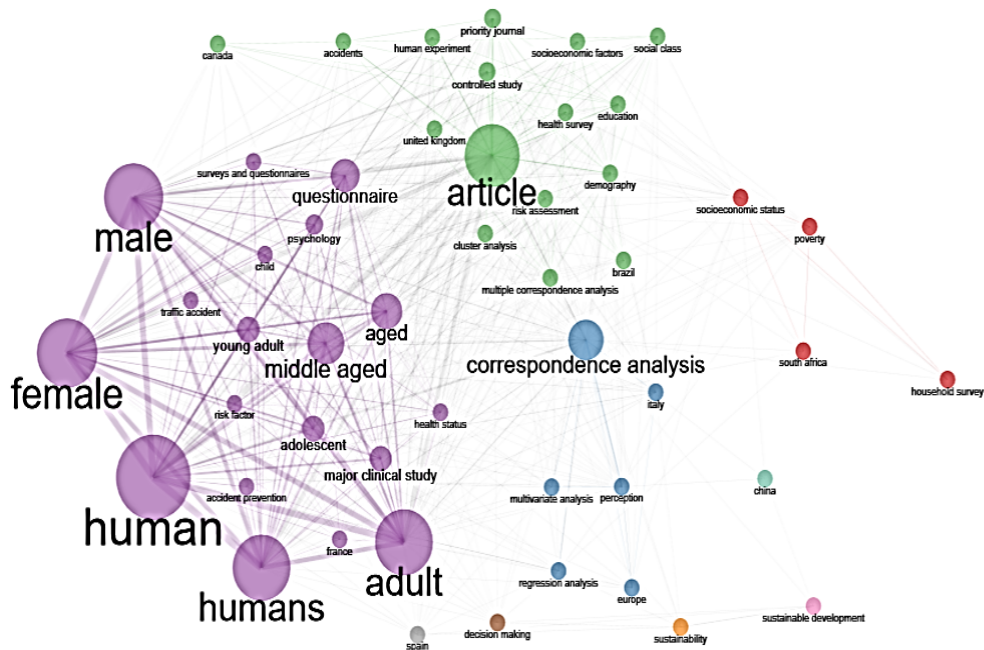 priority journal
canada
accidents
human experiment
socioeconomic factors
social class
controlled study
education
health survey
united kingdom
surveys and questionnaires
questionnaire
article
demography
risk assessment
socioeconomic status
male
psychology
poverty
cluster analysis
child
brazil
multiple correspondence analysis
traffic accident
aged
young adult
middle aged
correspondence analysis
south africa
female
household survey
italy
risk factor
health status
adolescent
major clinical study
accident prevention
multivariate analysis
perception
china
human
france
adult
regression analysis
humans
europe
sustainable development
decision making
sustainability
spain